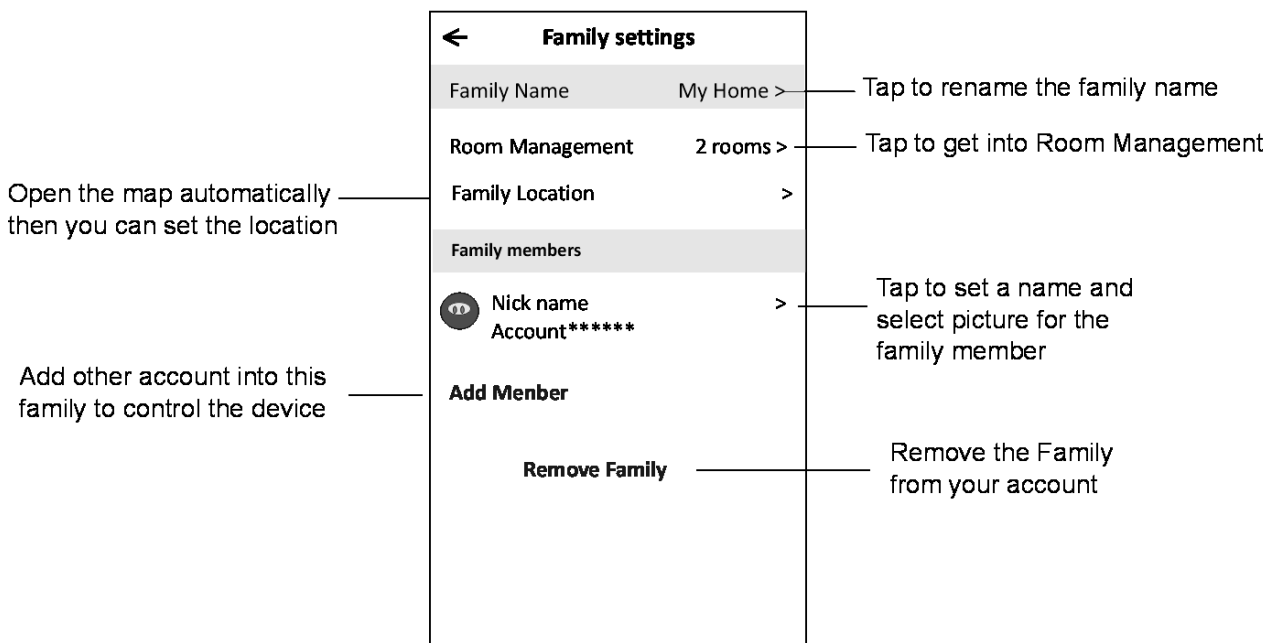 ← Family settings
Family Name My Home >
Tap to rename the family name
Room Management 2 rooms >
Tap to get into Room Management
Open the map automatically
then you can set the location
Family Location >
Family members
Nick name >
Account******
Tap to set a name and
select picture for the
family member
Add other account into this
family to control the device
Add Menber
Remove Family
Remove the Family
from your account